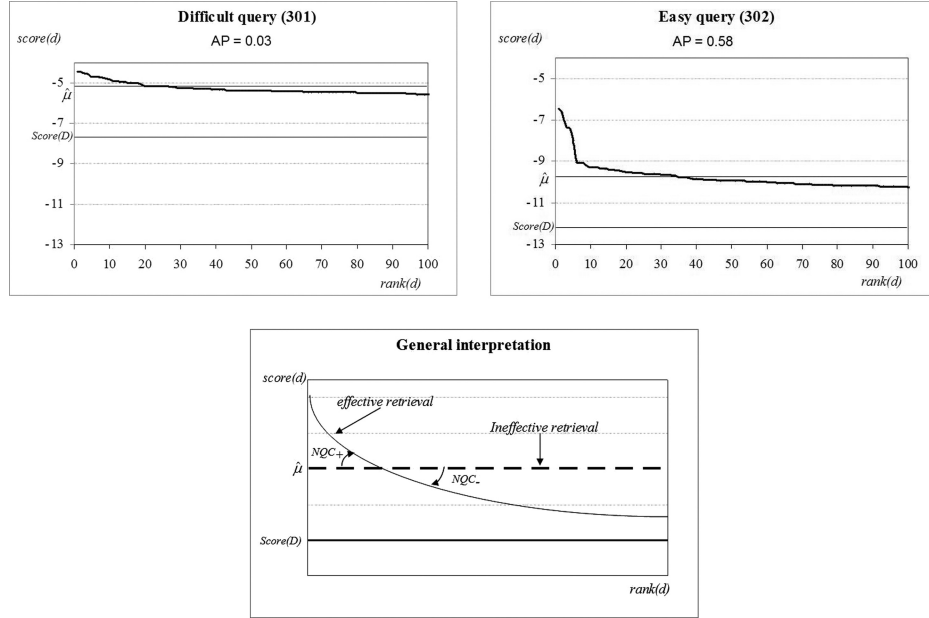 Difficult query (301)
score(d)
AP = 0.03
-5
μ̂
Score(D)
-7
-9
-11
-13
0 10 20 30 40 50 60 70 80 90 100
rank(d)
Easy query (302)
score(d)
AP = 0.58
-5
-7
-9
μ̂
-11
Score(D)
-13
0 10 20 30 40 50 60 70 80 90 100
rank(d)
General interpretation
score(d)
effective retrieval
Ineffective retrieval
NQC+
μ̂
NQC-
Score(D)
rank(d)